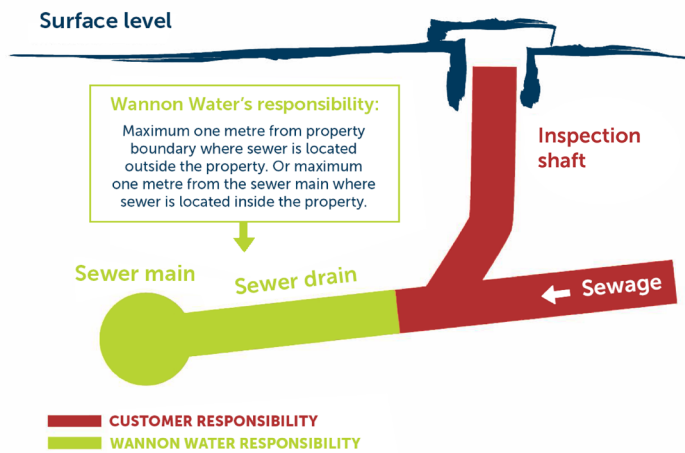 Surface level
Wannon Water's responsibility:
Maximum one metre from property
boundary where sewer is located
outside the property. Or maximum
one metre from the sewer main where
sewer is located inside the property.
Inspection
shaft
Sewer main
Sewer drain
Sewage
CUSTOMER RESPONSIBILITY
WANNON WATER RESPONSIBILITY